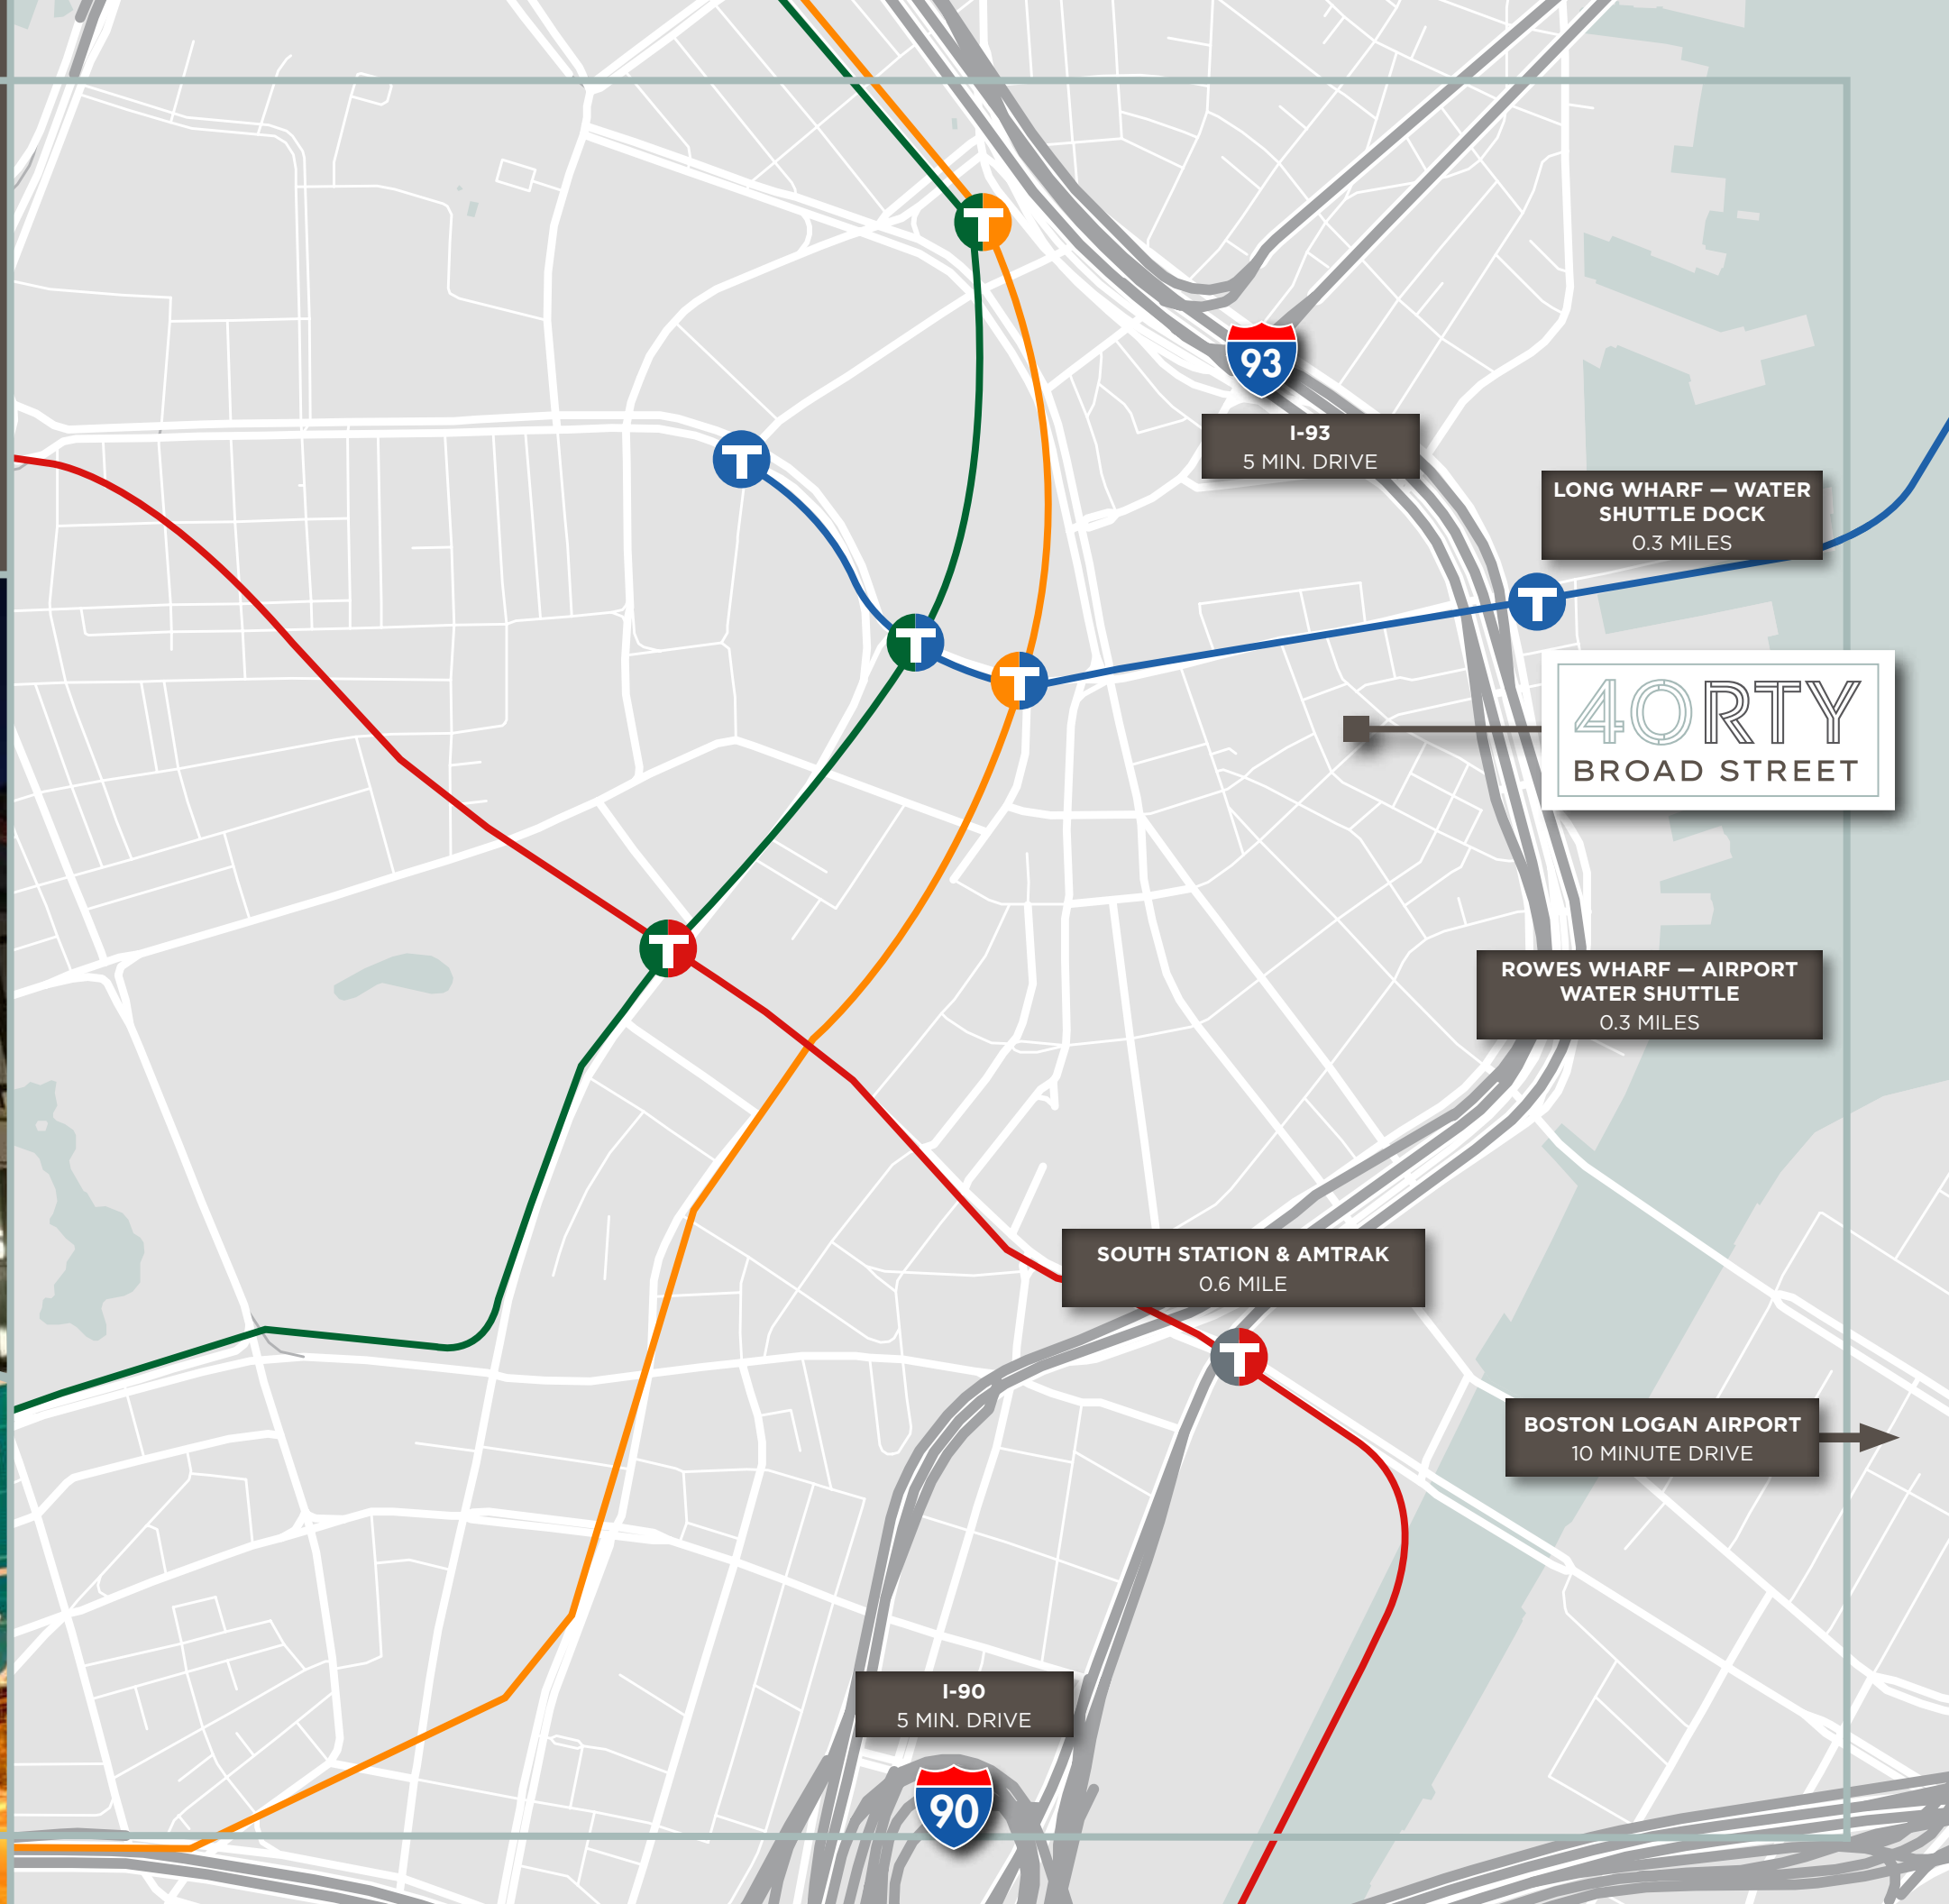 T
93
I-93
5 MIN. DRIVE
T
LONG WHARF — WATER
SHUTTLE DOCK
0.3 MILES
T
T
T
40RTY
BROAD STREET
T
ROWES WHARF — AIRPORT
WATER SHUTTLE
0.3 MILES
SOUTH STATION & AMTRAK
0.6 MILE
T
BOSTON LOGAN AIRPORT
10 MINUTE DRIVE
I-90
5 MIN. DRIVE
90